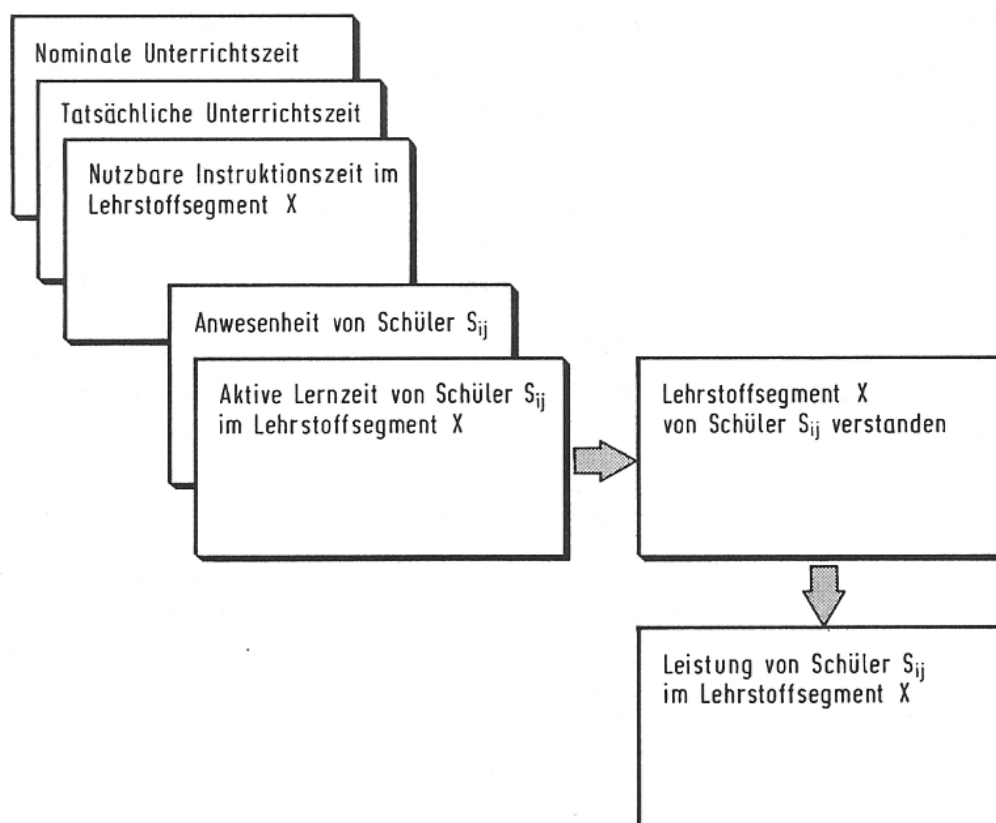 Nominale Unterrichtszeit
Tatsächliche Unterrichtszeit
Nutzbare Instruktionszeit im
Lehrstoffsegment X
Anwesenheit von Schüler Sij
Aktive Lernzeit von Schüler Sij
im Lehrstoffsegment X
Lehrstoffsegment X
von Schüler Sij verstanden
Leistung von Schüler Sij
im Lehrstoffsegment X